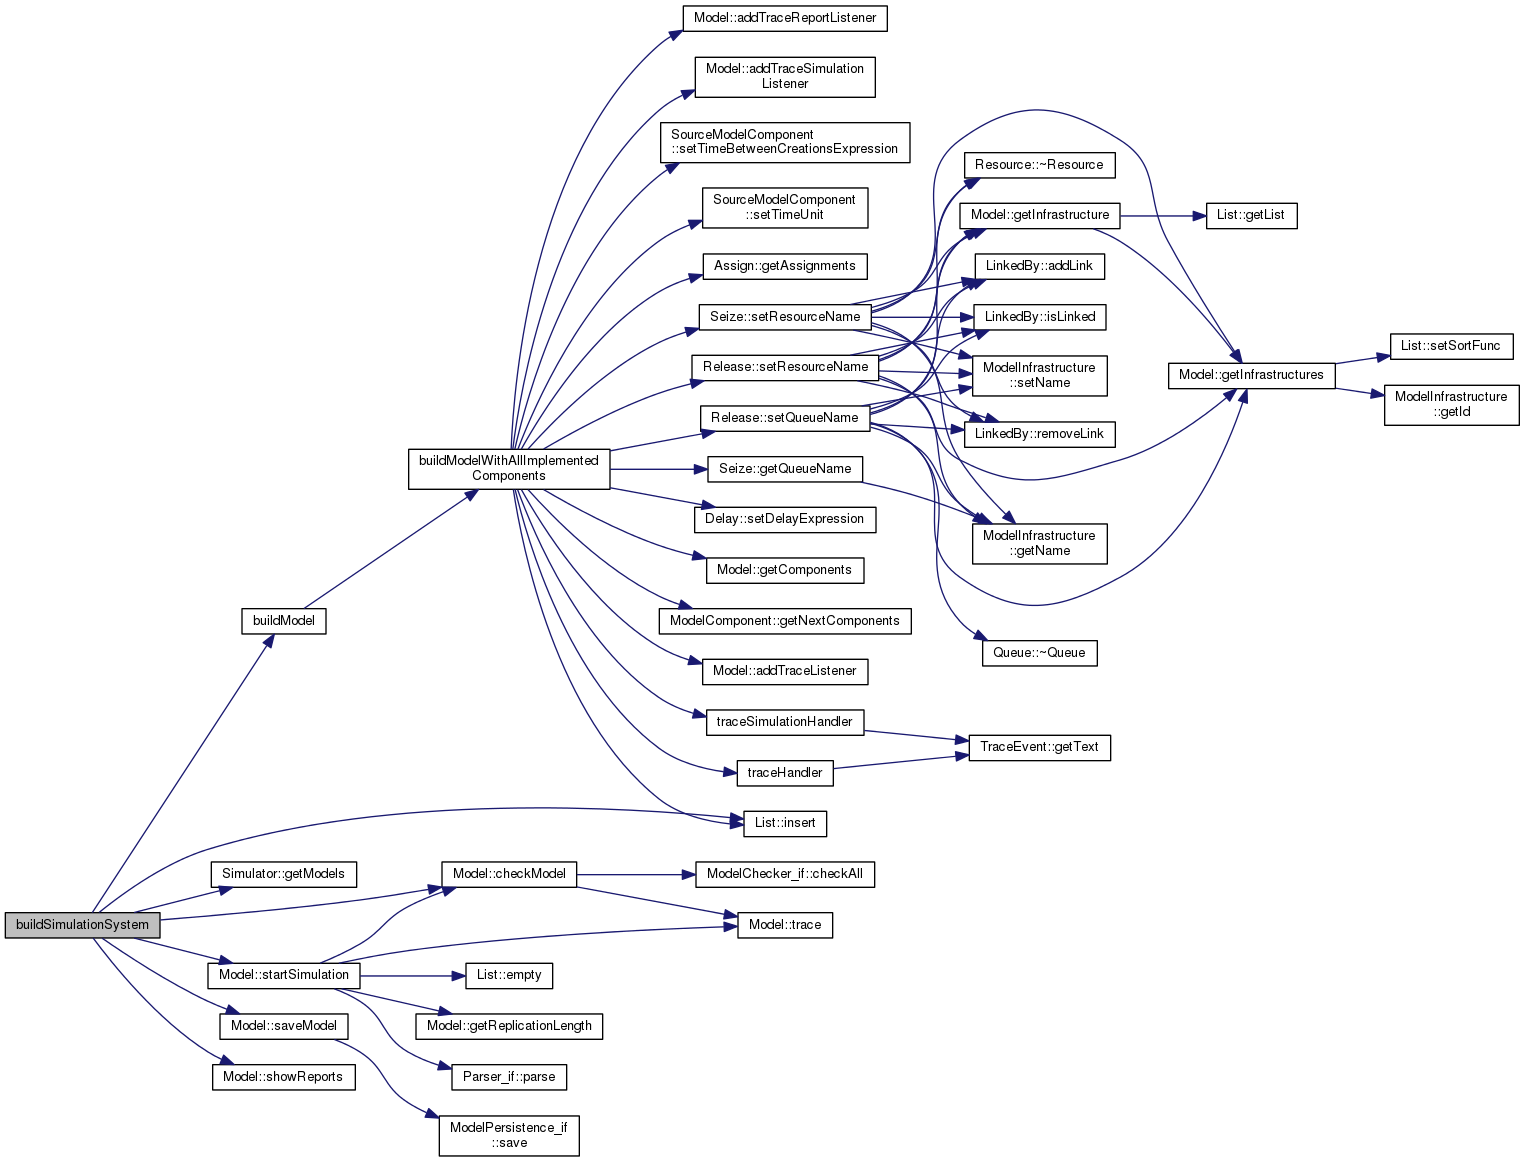 Model::addTraceReportListener
Model::addTraceSimulation
Listener
SourceModelComponent
::setTimeBetweenCreationsExpression
SourceModelComponent
::setTimeUnit
Assign::getAssignments
Seize::setResourceName
Release::setResourceName
Release::setQueueName
Seize::getQueueName
Delay::setDelayExpression
Model::getComponents
ModelComponent::getNextComponents
Model::addTraceListener
traceSimulationHandler
traceHandler
List::insert
Resource::~Resource
Model::getInfrastructure
LinkedBy::addLink
LinkedBy::isLinked
ModelInfrastructure
::setName
LinkedBy::removeLink
ModelInfrastructure
::getName
Queue::~Queue
TraceEvent::getText
List::getList
Model::getInfrastructures
List::setSortFunc
ModelInfrastructure
::getId
buildModelWithAllImplemented
Components
buildModel
buildSimulationSystem
Simulator::getModels
Model::checkModel
ModelChecker_if::checkAll
Model::trace
Model::startSimulation
List::empty
Model::saveModel
Model::getReplicationLength
Model::showReports
Parser_if::parse
ModelPersistence_if
::save